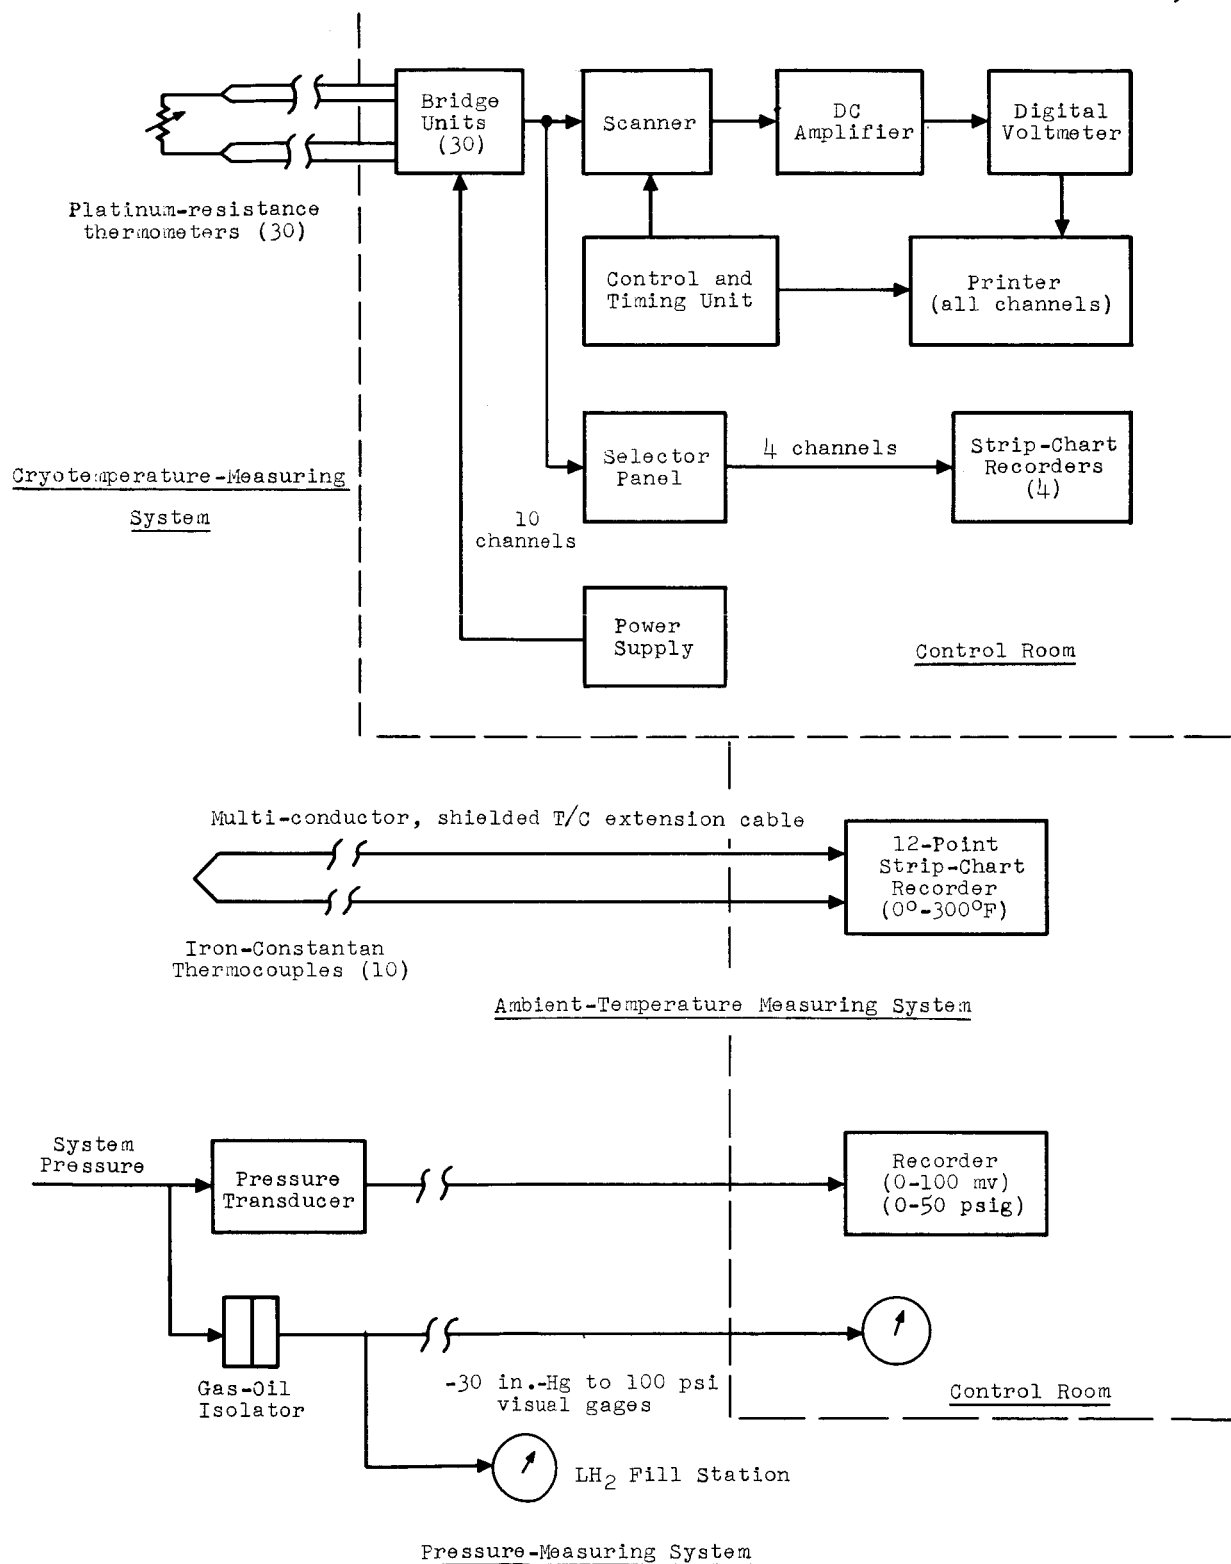 Bridge
Units
(30)
Scanner
DC
Amplifier
Digital
Voltmeter
Platinum-resistance
thermometers (30)
Control and
Timing Unit
Printer
(all channels)
Cryotemperature-Measuring
System
Selector
Panel
4 channels
Strip-Chart
Recorders
(4)
10
channels
Power
Supply
Control Room
Multi-conductor, shielded T/C extension cable
12-Point
Strip-Chart
Recorder
(0°-300°F)
Iron-Constantan
Thermocouples (10)
Ambient-Temperature Measuring System
System
Pressure
Pressure
Transducer
Recorder
(0-100 mv)
(0-50 psig)
Gas-Oil
Isolator
-30 in.-Hg to 100 psi
visual gages
Control Room
LH2 Fill Station
Pressure-Measuring System